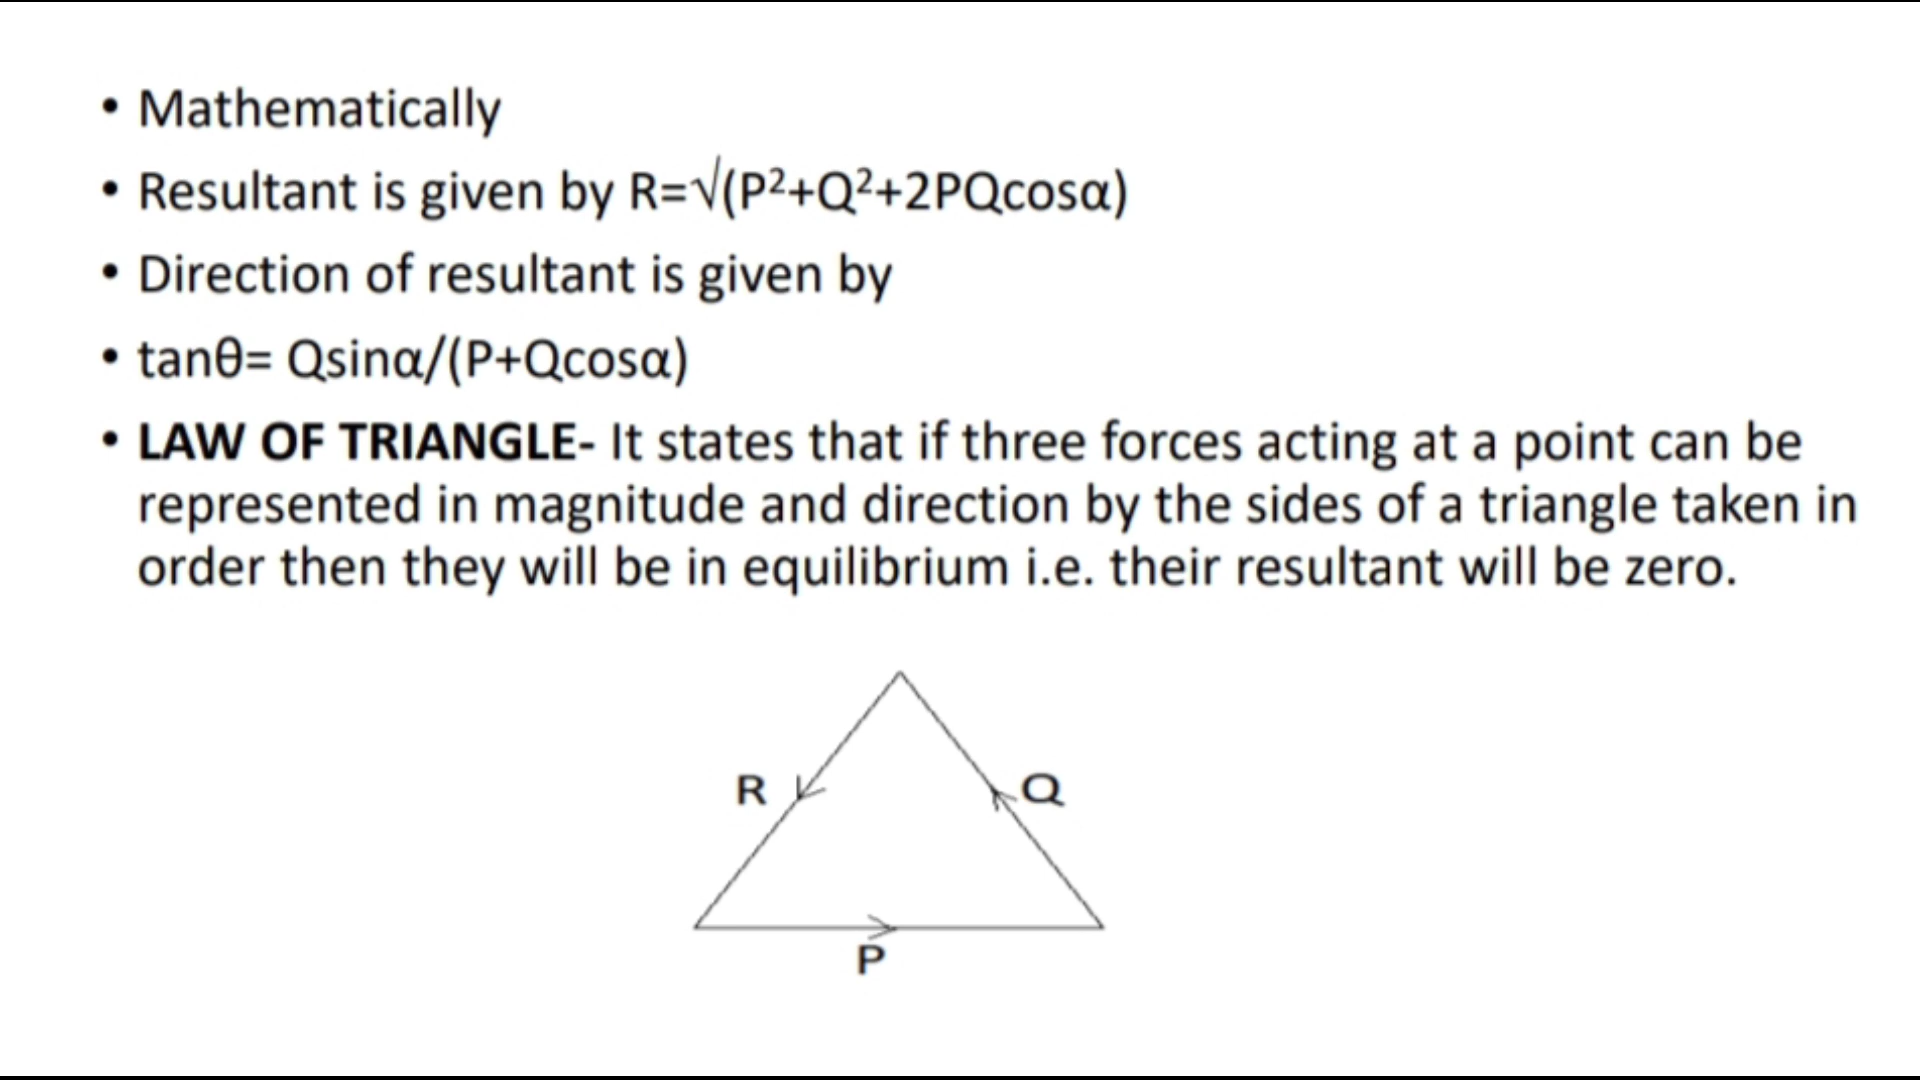 • Mathematically
• Resultant is given by R=√(P²+Q²+2PQcosα)
• Direction of resultant is given by
• tanθ= Qsinα/(P+Qcosα)
• LAW OF TRIANGLE- It states that if three forces acting at a point can be
represented in magnitude and direction by the sides of a triangle taken in
order then they will be in equilibrium i.e. their resultant will be zero.
R
Q
P